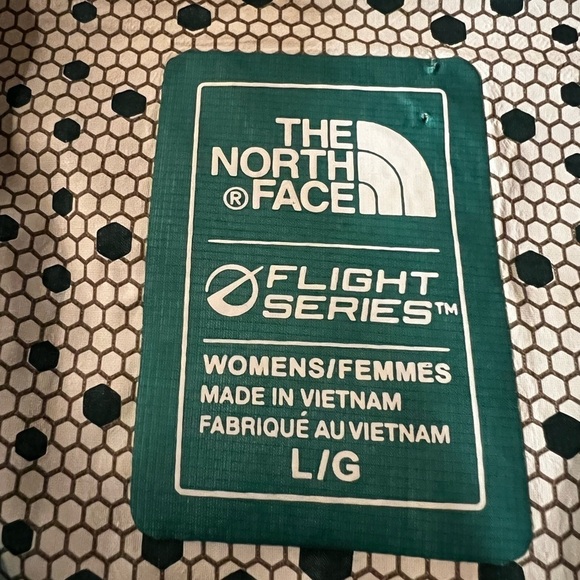 THE
NORTH
® FACE
FLIGHT
SERIES™
WOMENS/FEMMES
MADE IN VIETNAM
FABRIQUÉ AU VIETNAM
L/G